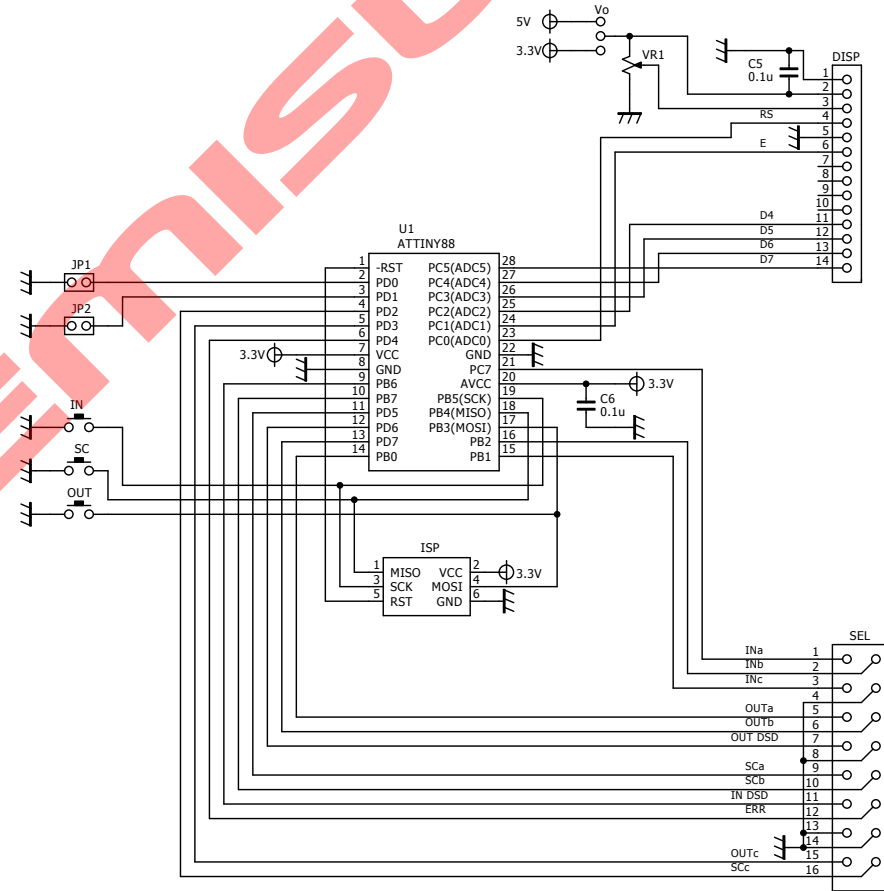 Vo
5V
3.3V
VR1
C5
0.1u
DISP
1
2
3
RS 4
5
E 6
7
8
9
10
D4 11
D5 12
D6 13
D7 14
U1
ATTINY88
1 -RST PC5(ADC5) 28
2 PD0 PC4(ADC4) 27
3 PD1 PC3(ADC3) 26
4 PD2 PC2(ADC2) 25
5 PD3 PC1(ADC1) 24
6 PD4 PC0(ADC0) 23
3.3V 7 VCC GND 22
8 GND PC7 21
9 PB6 AVCC 20 3.3V
10 PB7 PB5(SCK) 19
11 PD5 PB4(MISO) 18
12 PD6 PB3(MOSI) 17
13 PD7 PB2 16
14 PB0 PB1 15
C6
0.1u
JP1
JP2
IN
SC
OUT
ISP
1 MISO VCC 2 3.3V
3 SCK MOSI 4
5 RST GND 6
SEL
INa 1
INb 2
INc 3
4
OUTa 5
OUTb 6
OUT DSD 7
8
SCa 9
SCb 10
IN DSD 11
ERR 12
13
14
OUTc 15
SCc 16